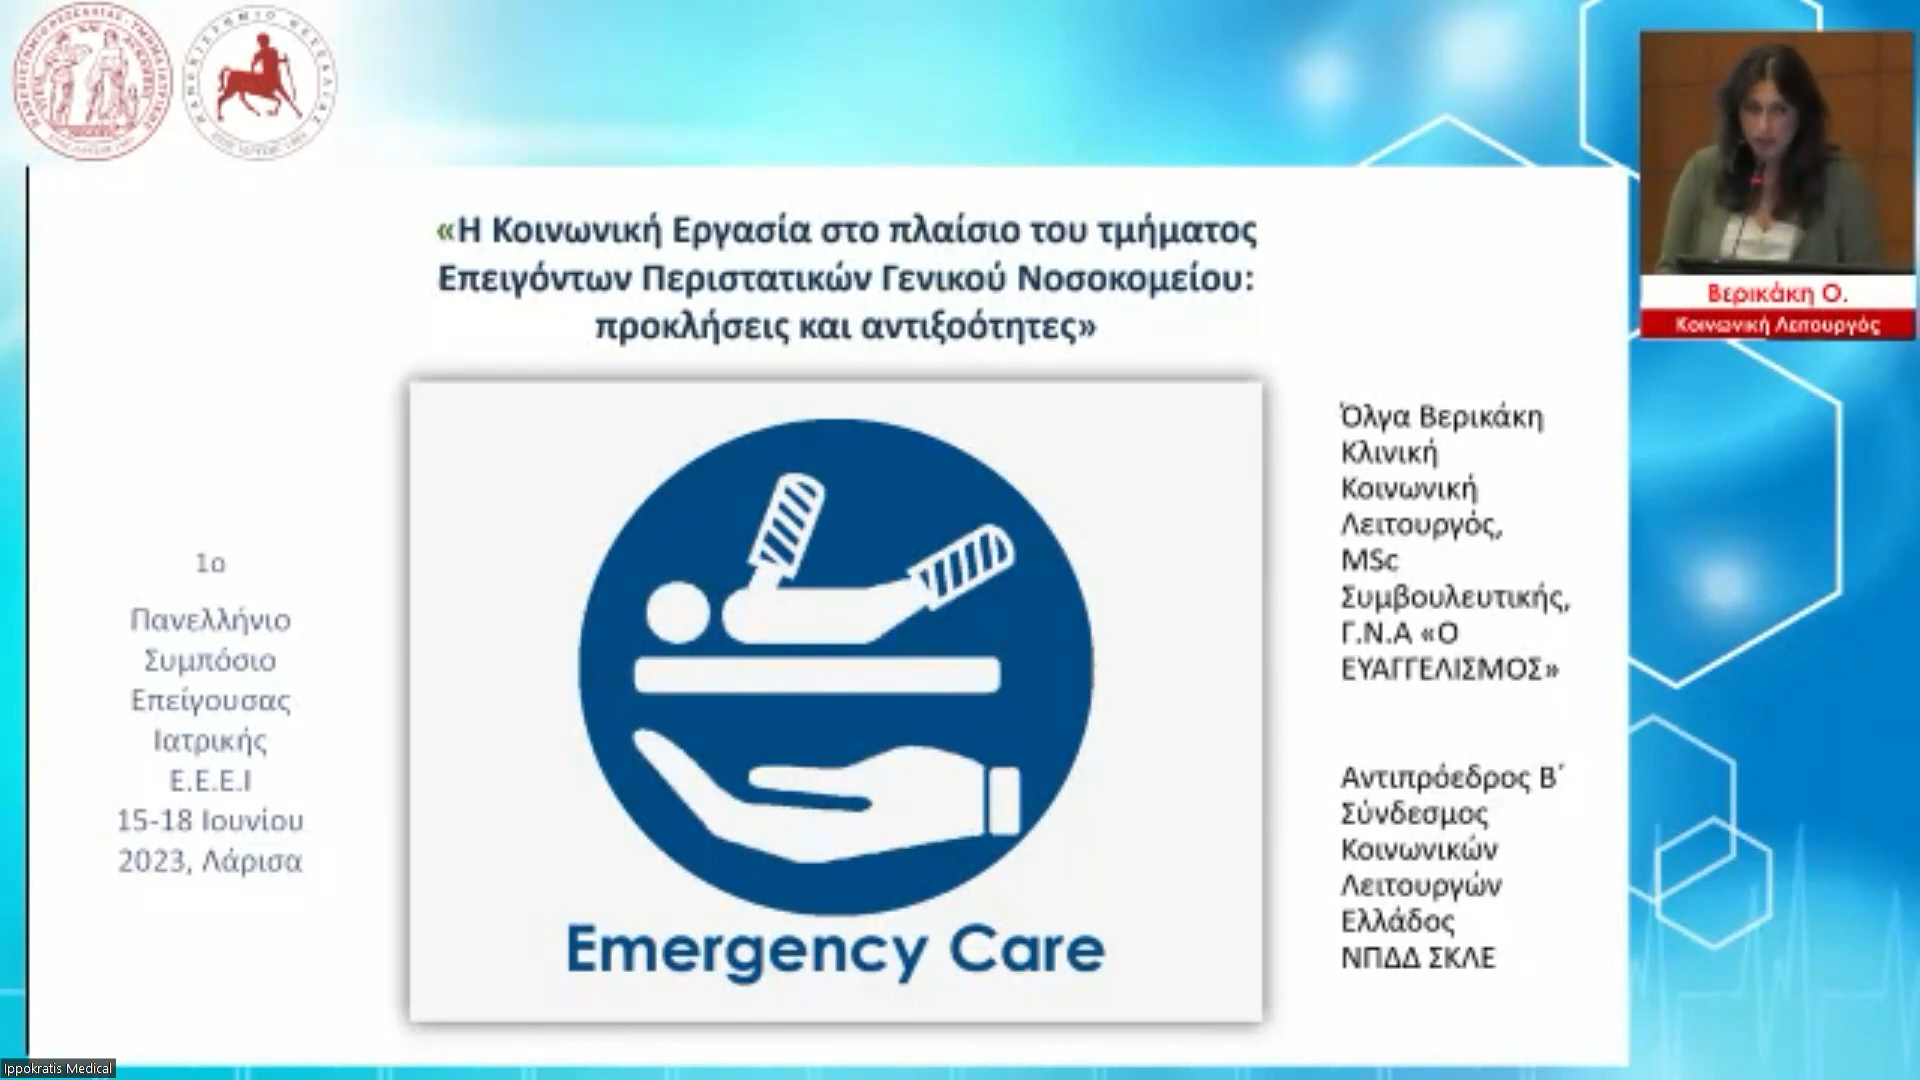 «Η Κοινωνική Εργασία στο πλαίσιο του τμήματος
Επειγόντων Περιστατικών Γενικού Νοσοκομείου:
προκλήσεις και αντιξοότητες»
Βερικάκη Ο.
Κοινωνική Λειτουργός
1ο
Πανελλήνιο
Συμπόσιο
Επείγουσας
Ιατρικής
Ε.Ε.Ε.Ι
15-18 Ιουνίου
2023, Λάρισα
Emergency Care
Όλγα Βερικάκη
Κλινική
Κοινωνική
Λειτουργός,
MSc
Συμβουλευτικής,
Γ.Ν.Α «Ο
ΕΥΑΓΓΕΛΙΣΜΟΣ»
Αντιπρόεδρος Β΄
Σύνδεσμος
Κοινωνικών
Λειτουργών
Ελλάδος
ΝΠΔΔ ΣΚΛΕ
Ippokratis Medical